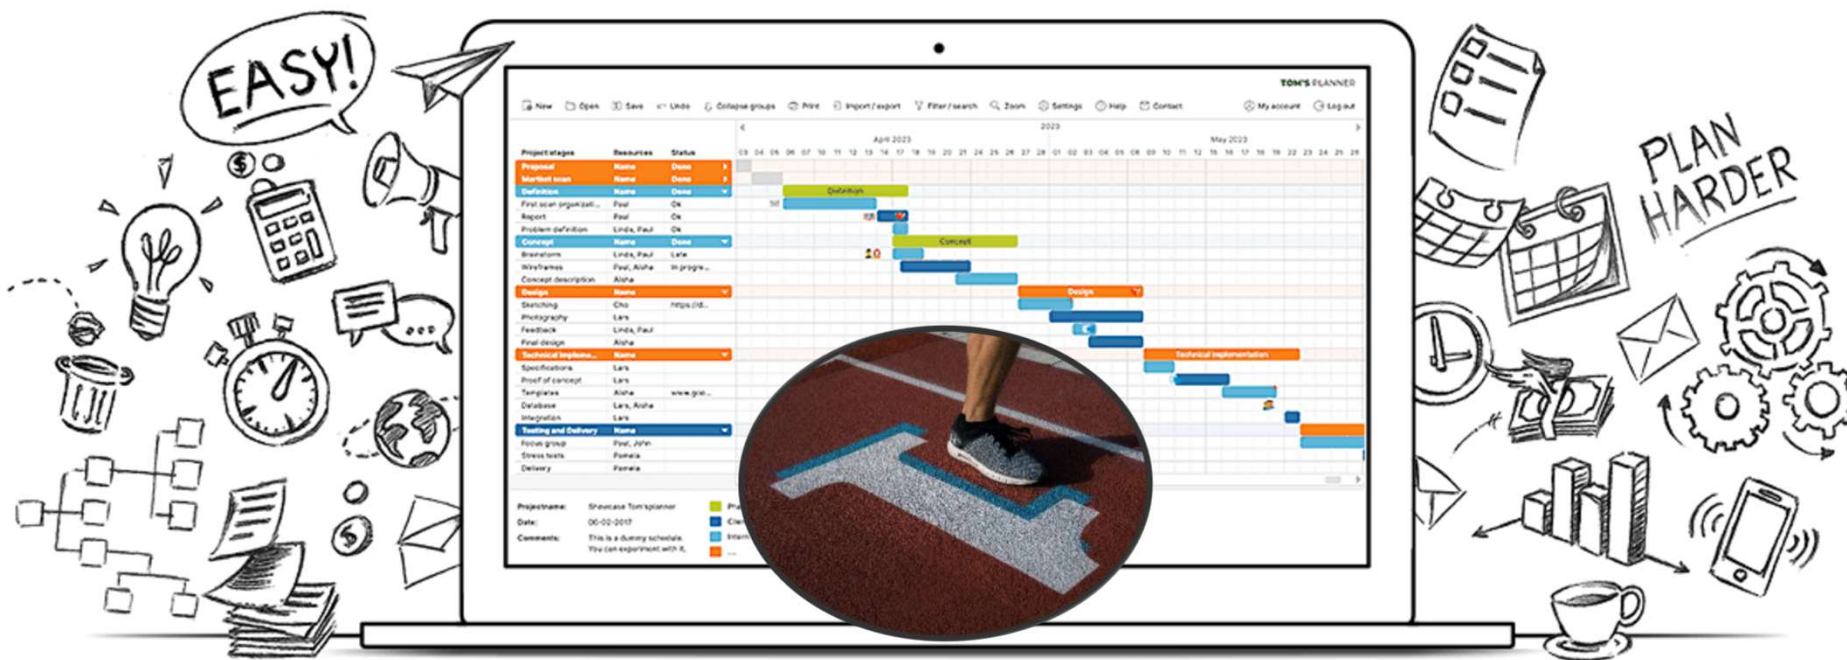 EASY!
PLAN
HARDER
TOM'S PLANNER
New Open Save Undo Collapse groups Print Import / export Filter / search Zoom Settings Help Contact My account Log out
2023
April 2023 May 2023
Project stages Resources Status
Proposal Name Done
Name Done
Definition Name Done Definition
First scan organizati... Paul Ok
Report Paul Ok
Problem definition Linda, Paul Ok
Concept Name Done Concept
Brainstorm Linda, Paul Late
Wireframes Paul, Aisha In progre...
Concept description Aisha
Design Name Design
Sketching Cho https://d...
Photography Lars
Feedback Linda, Paul
Final design Aisha
Technical impleme... Name Technical implementation
Specifications Lars
Proof of concept Lars
Templates Aisha www.goo...
Database Lars, Aisha
Integration Lars
Testing and Delivery Name
Focus group Paul, John
Stress tests Pamela
Delivery Pamela
Projectname: Showcase Tom'splanner
Date: 06-02-2017
Comments: This is a dummy schedule.
You can experiment with it.
1